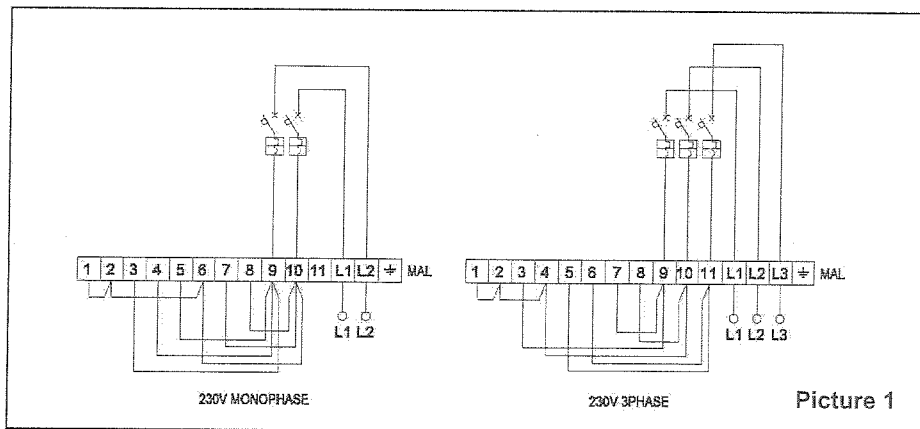 1 2 3 4 5 6 7 8 9 10 11 L1 L2 ⏚ MAL
L1 L2
230V MONOPHASE
1 2 3 4 5 6 7 8 9 10 11 L1 L2 L3 ⏚ MAL
L1 L2 L3
230V 3PHASE
Picture 1